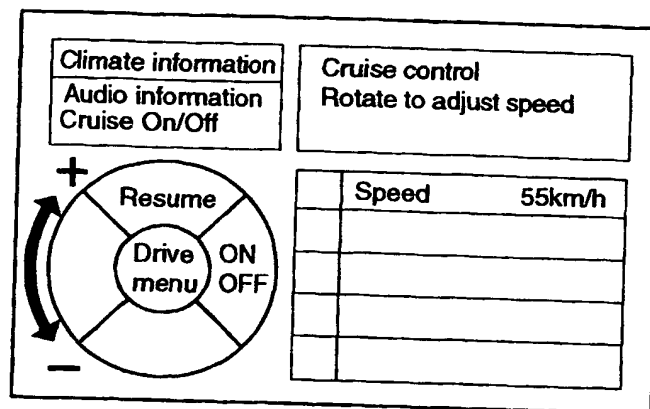 Climate information
Audio information
Cruise On/Off
Cruise control
Rotate to adjust speed
+
Resume
Drive
menu
ON
OFF
−
Speed 55km/h